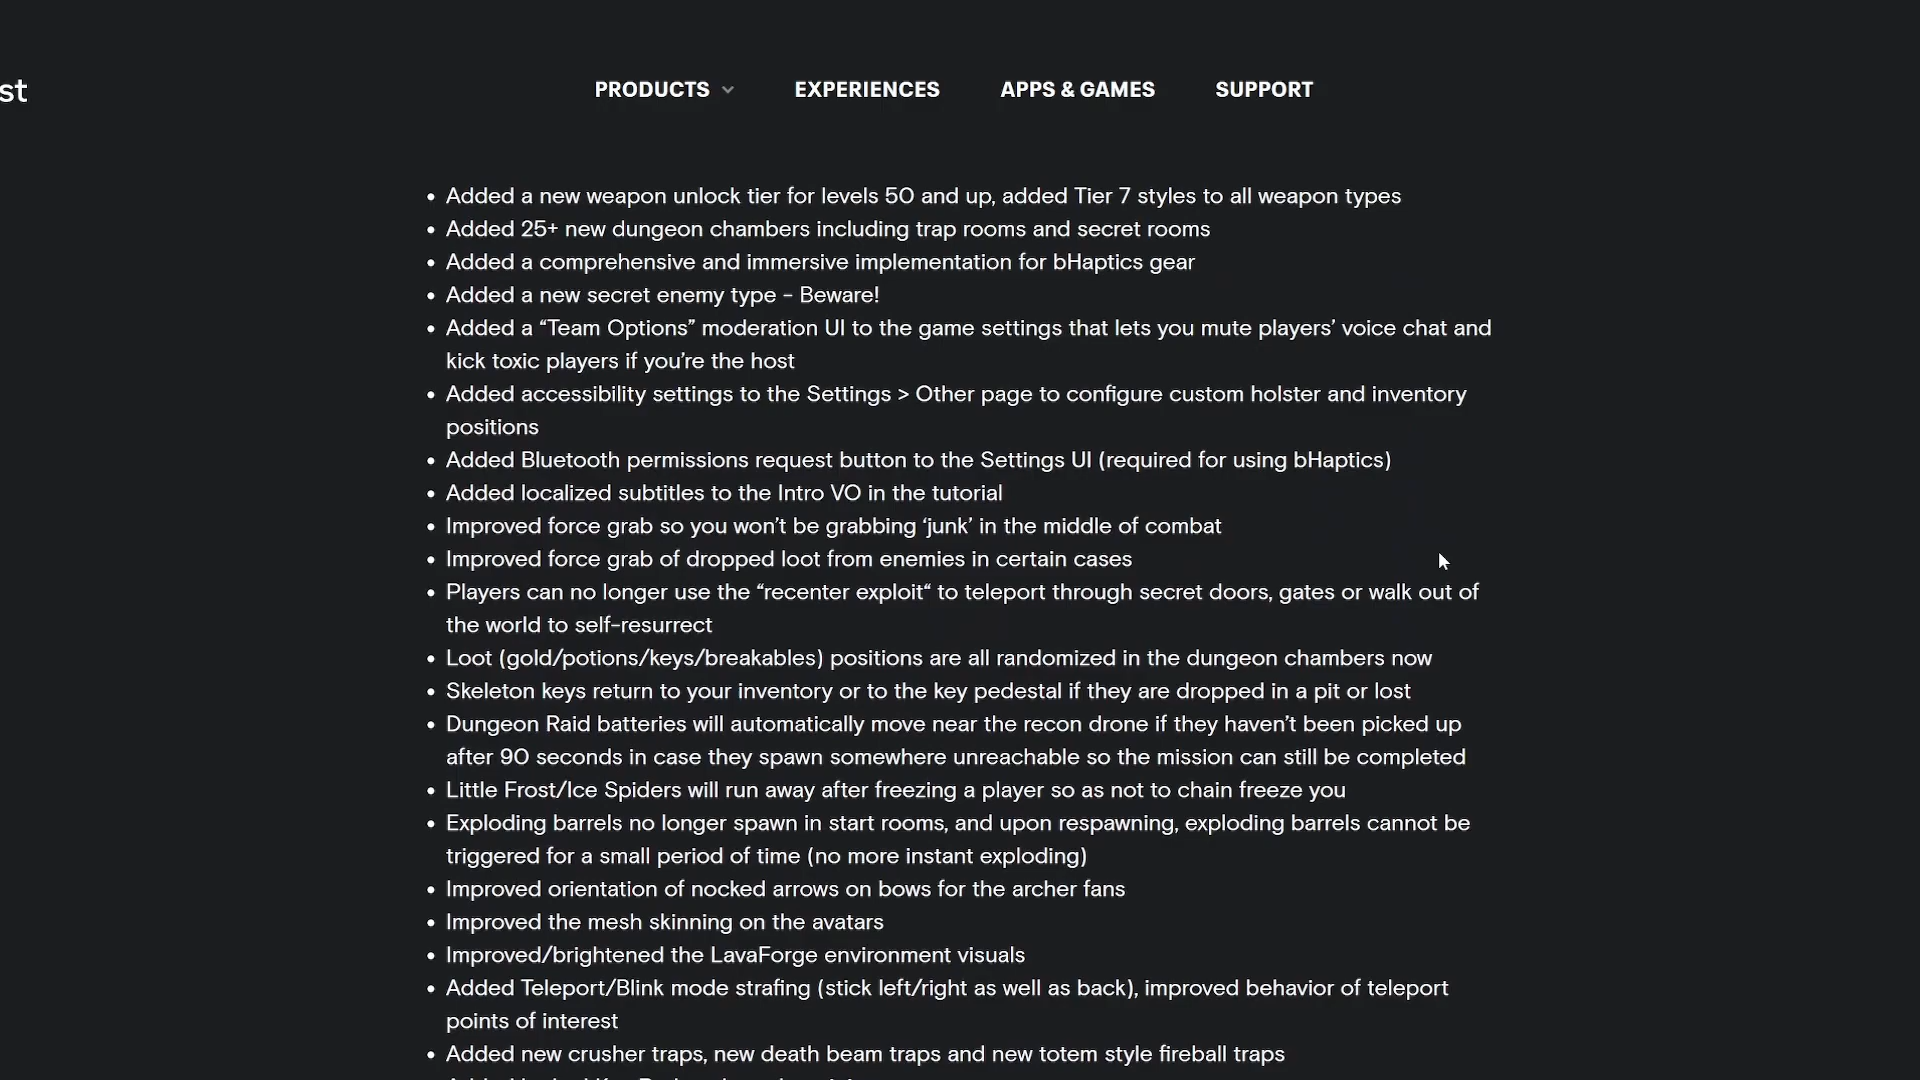 st
PRODUCTS EXPERIENCES APPS & GAMES SUPPORT
• Added a new weapon unlock tier for levels 50 and up, added Tier 7 styles to all weapon types
• Added 25+ new dungeon chambers including trap rooms and secret rooms
• Added a comprehensive and immersive implementation for bHaptics gear
• Added a new secret enemy type – Beware!
• Added a “Team Options” moderation UI to the game settings that lets you mute players’ voice chat and
kick toxic players if you’re the host
• Added accessibility settings to the Settings > Other page to configure custom holster and inventory
positions
• Added Bluetooth permissions request button to the Settings UI (required for using bHaptics)
• Added localized subtitles to the Intro VO in the tutorial
• Improved force grab so you won’t be grabbing ‘junk’ in the middle of combat
• Improved force grab of dropped loot from enemies in certain cases
• Players can no longer use the “recenter exploit“ to teleport through secret doors, gates or walk out of
the world to self-resurrect
• Loot (gold/potions/keys/breakables) positions are all randomized in the dungeon chambers now
• Skeleton keys return to your inventory or to the key pedestal if they are dropped in a pit or lost
• Dungeon Raid batteries will automatically move near the recon drone if they haven’t been picked up
after 90 seconds in case they spawn somewhere unreachable so the mission can still be completed
• Little Frost/Ice Spiders will run away after freezing a player so as not to chain freeze you
• Exploding barrels no longer spawn in start rooms, and upon respawning, exploding barrels cannot be
triggered for a small period of time (no more instant exploding)
• Improved orientation of nocked arrows on bows for the archer fans
• Improved the mesh skinning on the avatars
• Improved/brightened the LavaForge environment visuals
• Added Teleport/Blink mode strafing (stick left/right as well as back), improved behavior of teleport
points of interest
• Added new crusher traps, new death beam traps and new totem style fireball traps